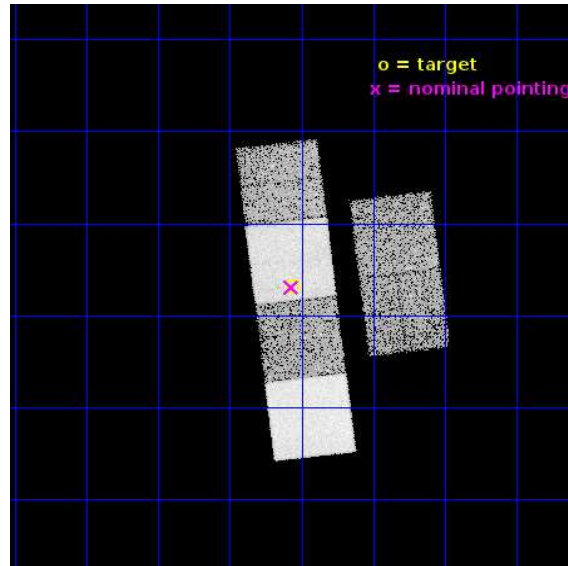 o = target
x = nominal pointing